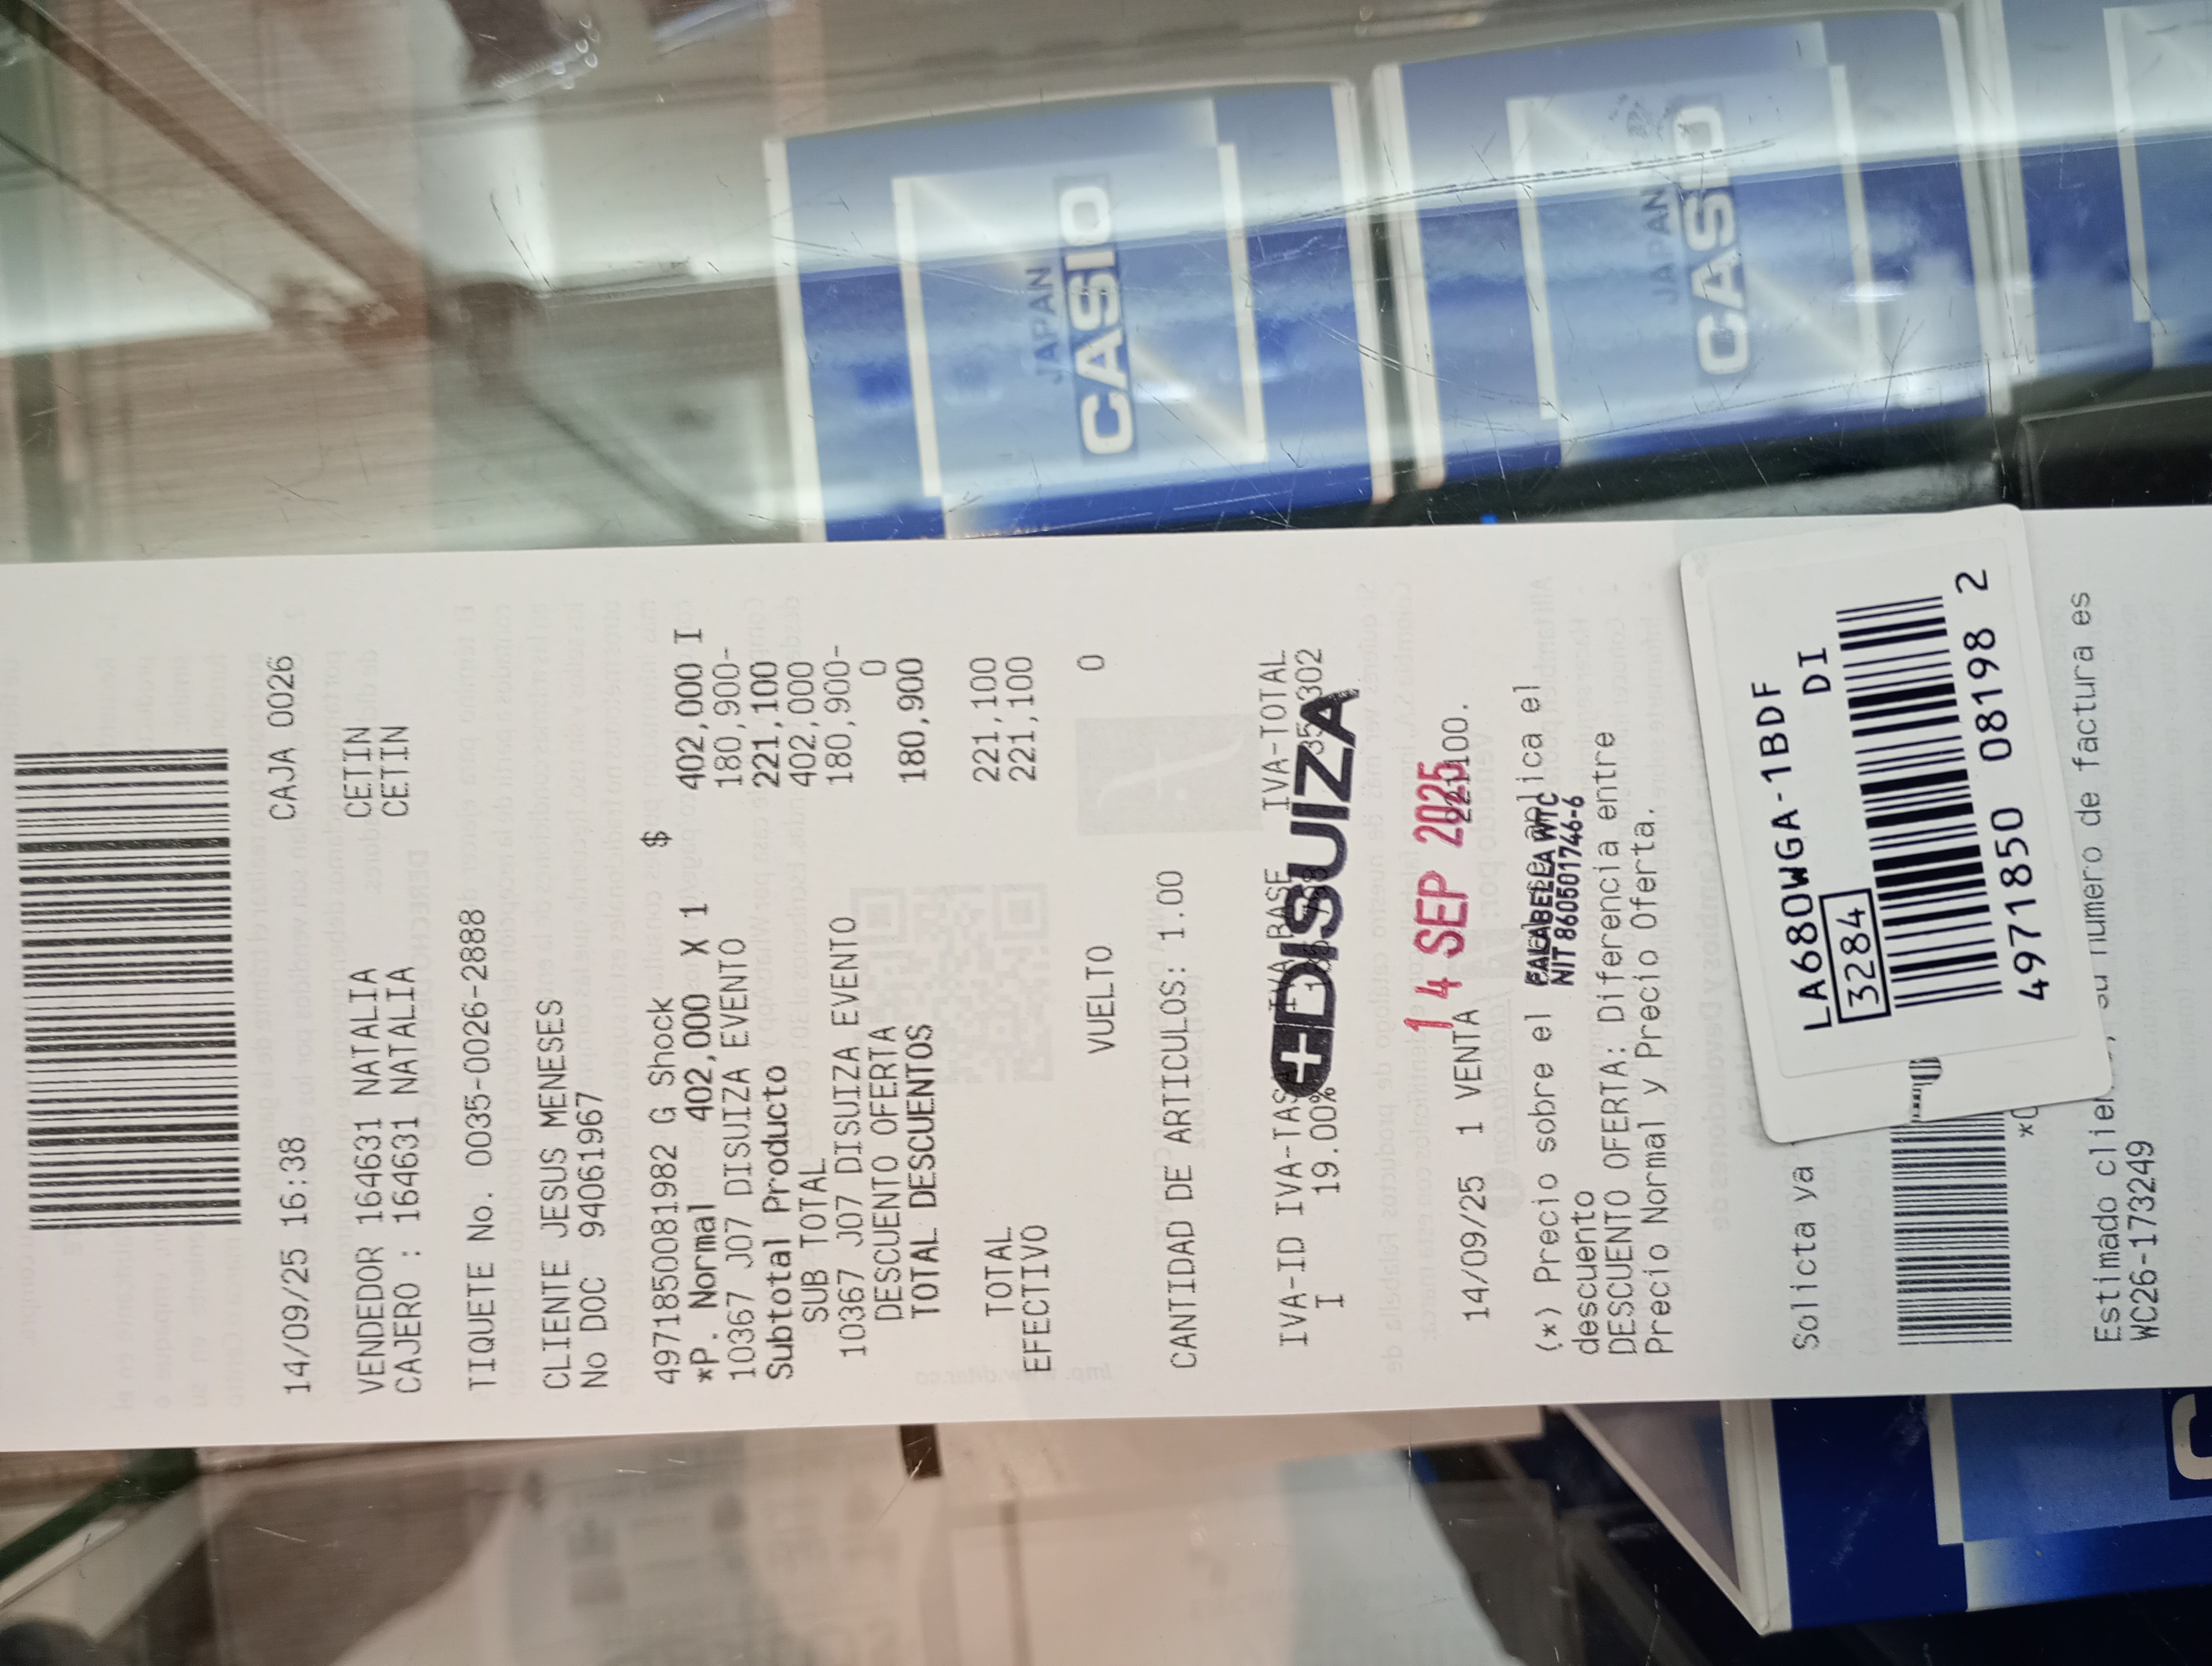 14/09/25 16:38 CAJA 0026
VENDEDOR 164631 NATALIA CETIN
CAJERO : 164631 NATALIA CETIN
TIQUETE No. 0035-0026-2888
CLIENTE JESUS MENESES
No DOC 94061967
$
4971850081982 G Shock
*P. Normal 402,000 X 1 402,000 I
10367 J07 DISUIZA EVENTO 180,900-
Subtotal Producto 221,100
SUB TOTAL 402,000
10367 J07 DISUIZA EVENTO 180,900-
DESCUENTO OFERTA 0
TOTAL DESCUENTOS 180,900
TOTAL 221,100
EFECTIVO 221,100
VUELTO 0
CANTIDAD DE ARTICULOS: 1.00
IVA-ID IVA-TASA IVA BASE IVA-TOTAL
I 19.00% 35,302
DISUIZA
14 SEP 2025
14/09/25 1 VENTA 221,100.
FALABELLA WTC
NIT 860501746-6
(*) Precio sobre el aplica el
descuento
DESCUENTO OFERTA: Diferencia entre
Precio Normal y Precio Oferta.
Solicta ya
LA680WGA-1BDF
3284 DI
4971850 08198 2
Estimado su numero de factura es
WC26-173249
JAPAN
CASIO
JAPAN
CASIO